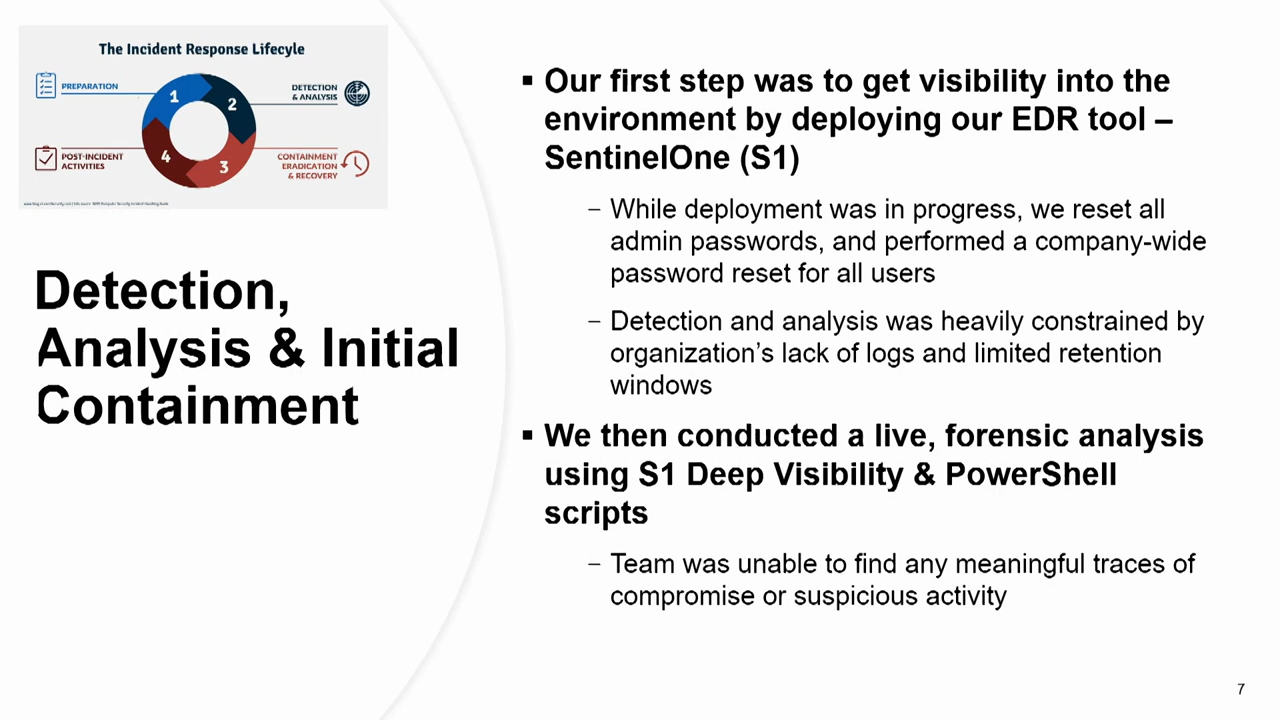 The Incident Response Lifecyle
PREPARATION
1
2
DETECTION
& ANALYSIS
POST-INCIDENT
ACTIVITIES
4
3
CONTAINMENT
ERADICATION
& RECOVERY
Detection,
Analysis & Initial
Containment
▪ Our first step was to get visibility into the
environment by deploying our EDR tool –
SentinelOne (S1)
– While deployment was in progress, we reset all
admin passwords, and performed a company-wide
password reset for all users
– Detection and analysis was heavily constrained by
organization’s lack of logs and limited retention
windows
▪ We then conducted a live, forensic analysis
using S1 Deep Visibility & PowerShell
scripts
– Team was unable to find any meaningful traces of
compromise or suspicious activity
7